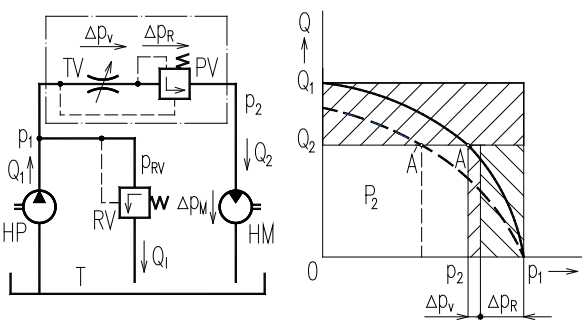 Δp_v Δp_R
TV PV
p_1 p_2
p_RV
Q_1 Q_2
RV Δp_M
HP HM
Q_1
T
Q
Q_1
Q_2
A A
P_2
0 p_2 p_1
Δp_v Δp_R